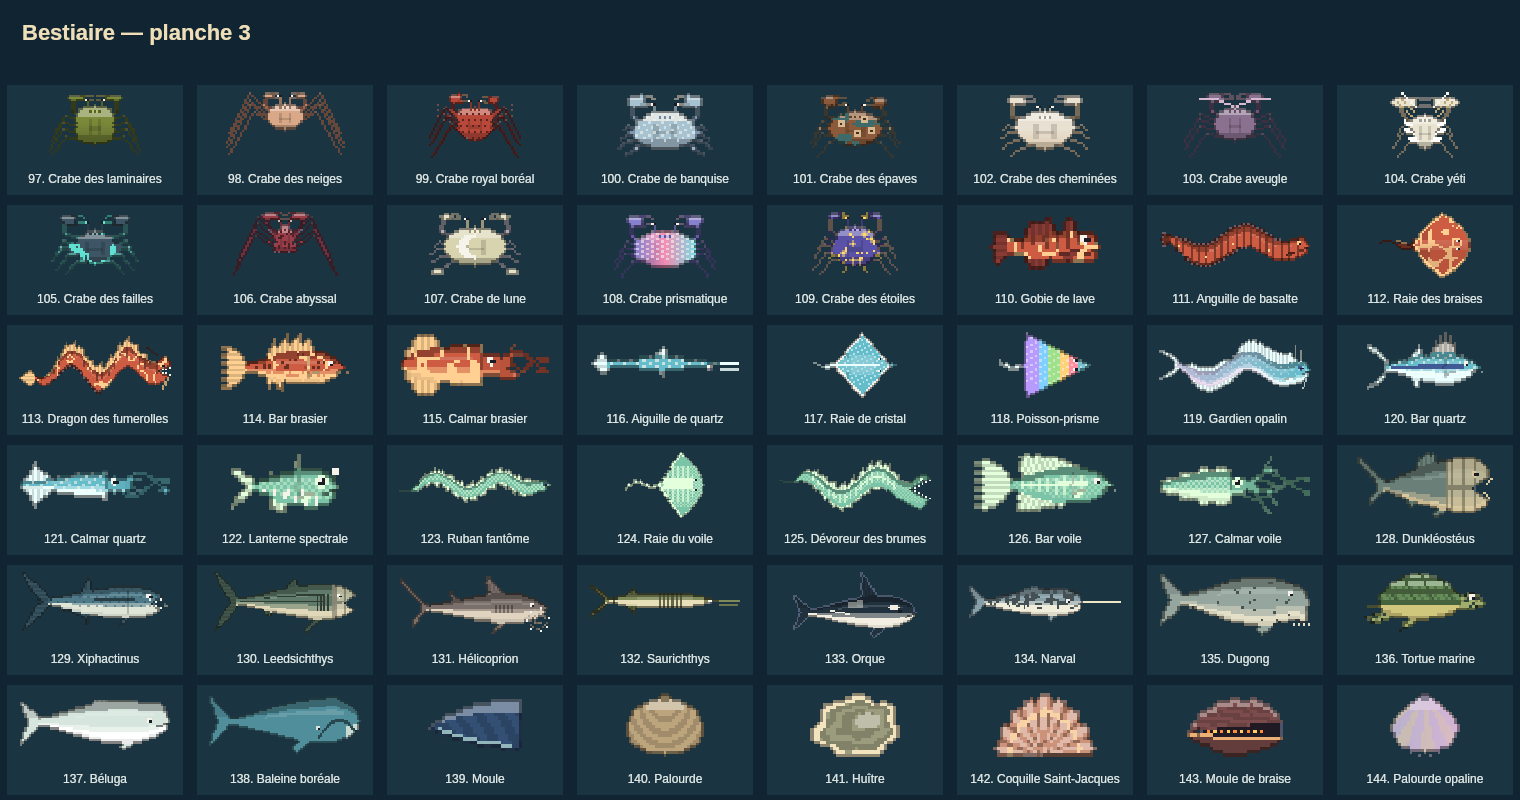 Bestiaire — planche 3
97. Crabe des laminaires
98. Crabe des neiges
99. Crabe royal boréal
100. Crabe de banquise
101. Crabe des épaves
102. Crabe des cheminées
103. Crabe aveugle
104. Crabe yéti
105. Crabe des failles
106. Crabe abyssal
107. Crabe de lune
108. Crabe prismatique
109. Crabe des étoiles
110. Gobie de lave
111. Anguille de basalte
112. Raie des braises
113. Dragon des fumerolles
114. Bar brasier
115. Calmar brasier
116. Aiguille de quartz
117. Raie de cristal
118. Poisson-prisme
119. Gardien opalin
120. Bar quartz
121. Calmar quartz
122. Lanterne spectrale
123. Ruban fantôme
124. Raie du voile
125. Dévoreur des brumes
126. Bar voile
127. Calmar voile
128. Dunkléostéus
129. Xiphactinus
130. Leedsichthys
131. Hélicoprion
132. Saurichthys
133. Orque
134. Narval
135. Dugong
136. Tortue marine
137. Béluga
138. Baleine boréale
139. Moule
140. Palourde
141. Huître
142. Coquille Saint-Jacques
143. Moule de braise
144. Palourde opaline